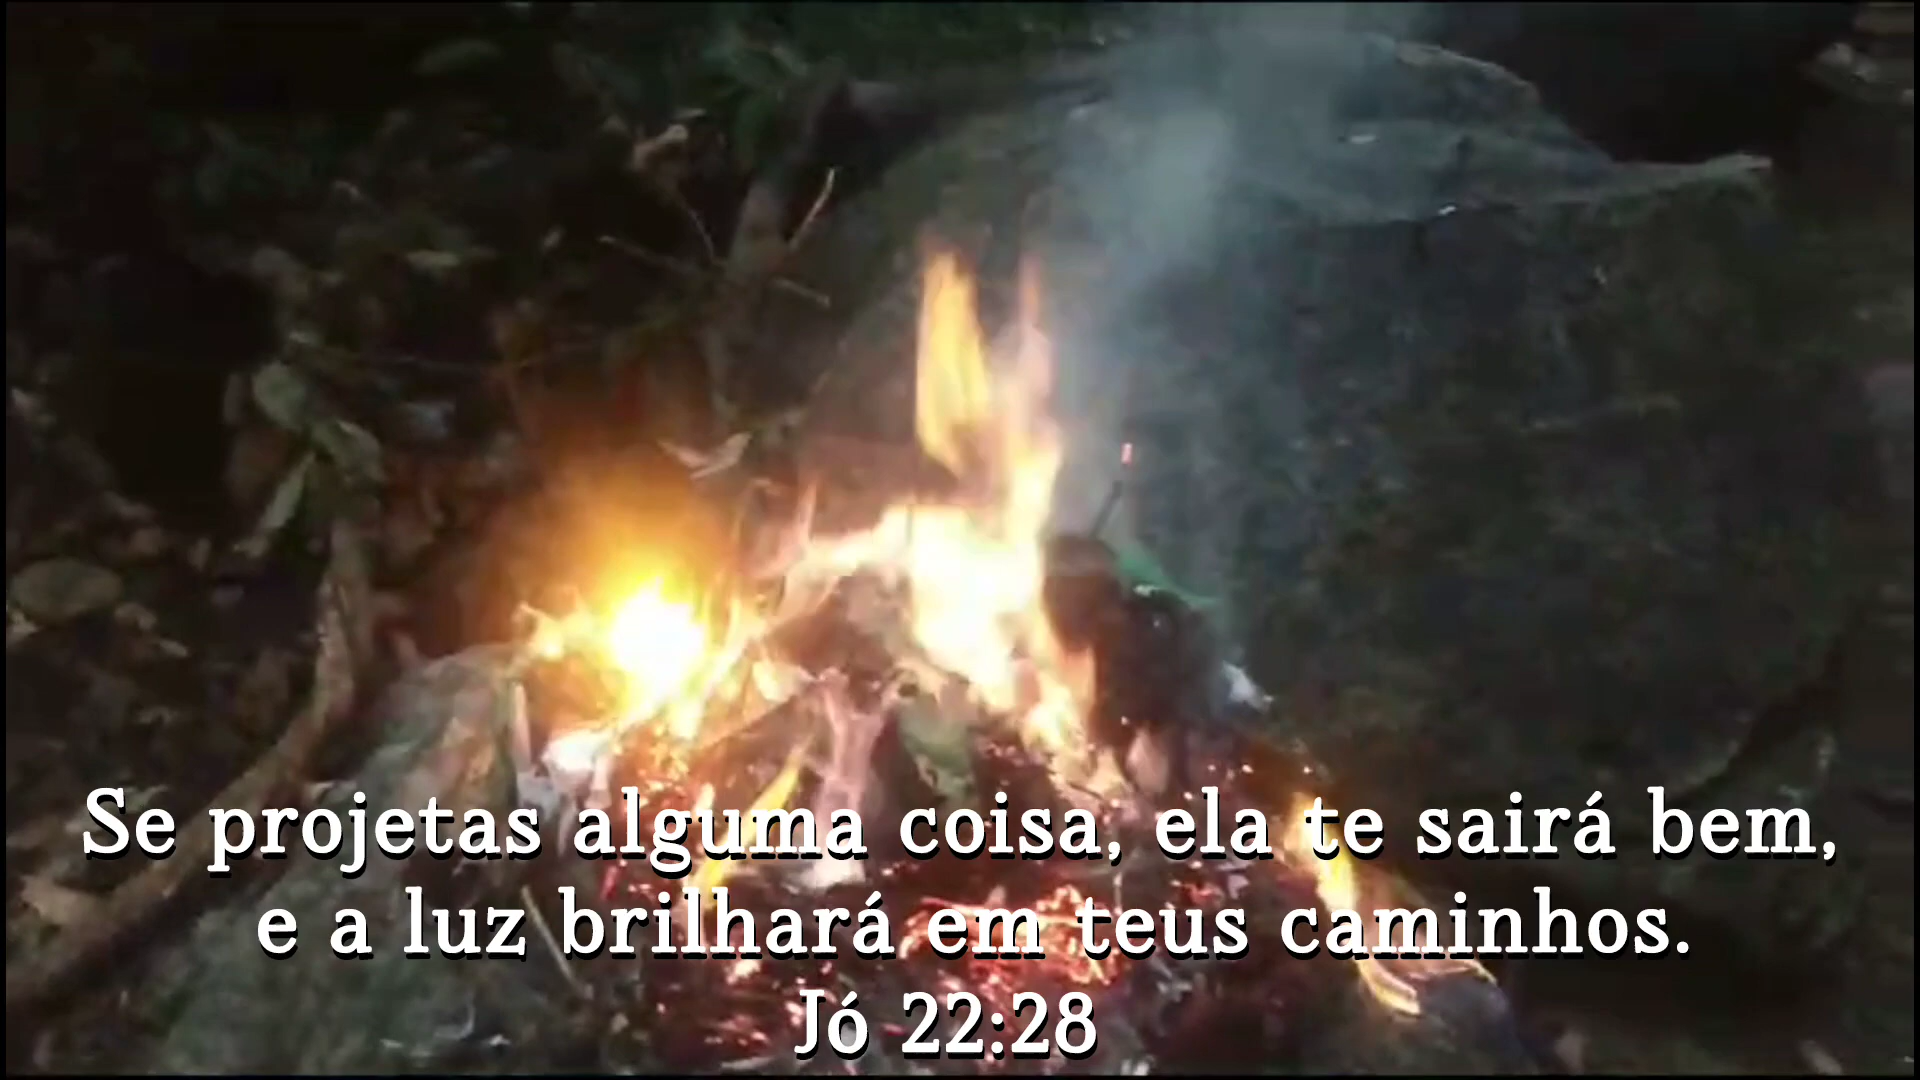 Se projetas alguma coisa, ela te sairá bem,
e a luz brilhará em teus caminhos.
Jó 22:28